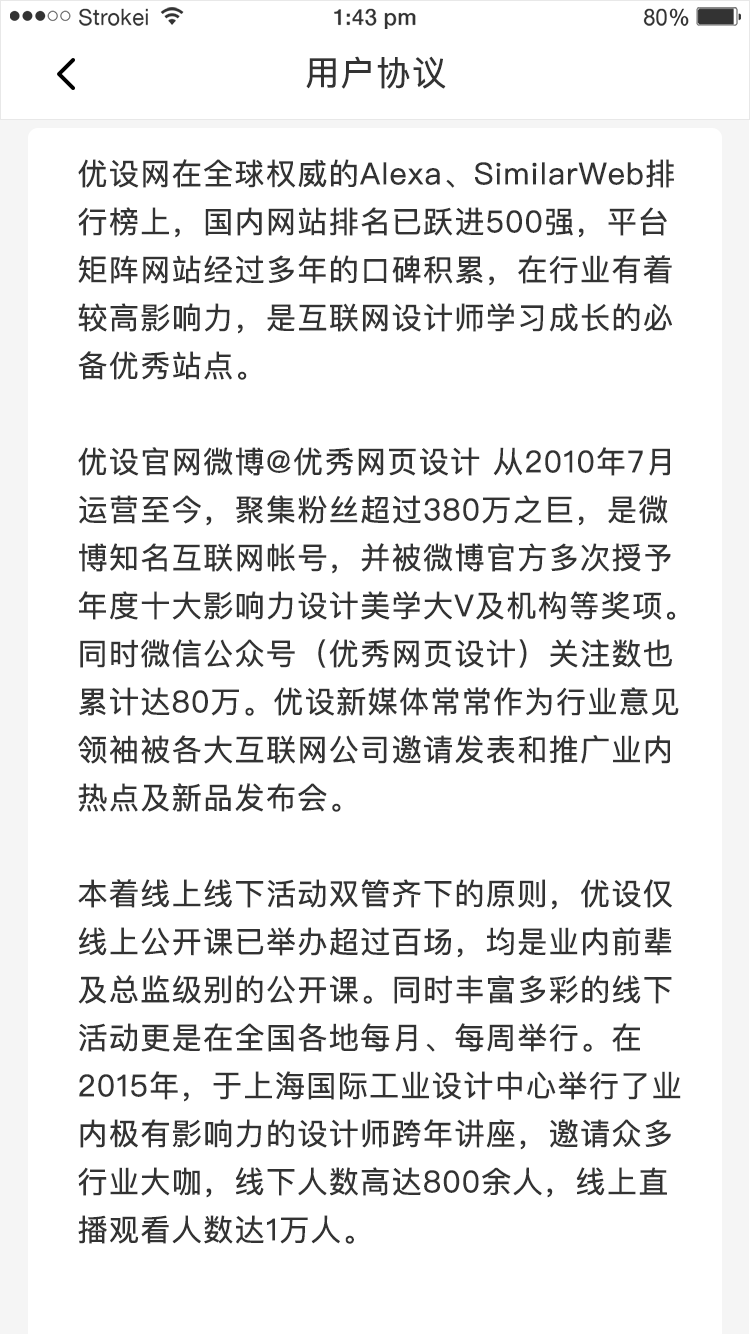 Strokei 1:43 pm 80%
用户协议
优设网在全球权威的Alexa、SimilarWeb排
行榜上，国内网站排名已跃进500强，平台
矩阵网站经过多年的口碑积累，在行业有着
较高影响力，是互联网设计师学习成长的必
备优秀站点。
优设官网微博@优秀网页设计 从2010年7月
运营至今，聚集粉丝超过380万之巨，是微
博知名互联网帐号，并被微博官方多次授予
年度十大影响力设计美学大V及机构等奖项。
同时微信公众号（优秀网页设计）关注数也
累计达80万。优设新媒体常常作为行业意见
领袖被各大互联网公司邀请发表和推广业内
热点及新品发布会。
本着线上线下活动双管齐下的原则，优设仅
线上公开课已举办超过百场，均是业内前辈
及总监级别的公开课。同时丰富多彩的线下
活动更是在全国各地每月、每周举行。在
2015年，于上海国际工业设计中心举行了业
内极有影响力的设计师跨年讲座，邀请众多
行业大咖，线下人数高达800余人，线上直
播观看人数达1万人。